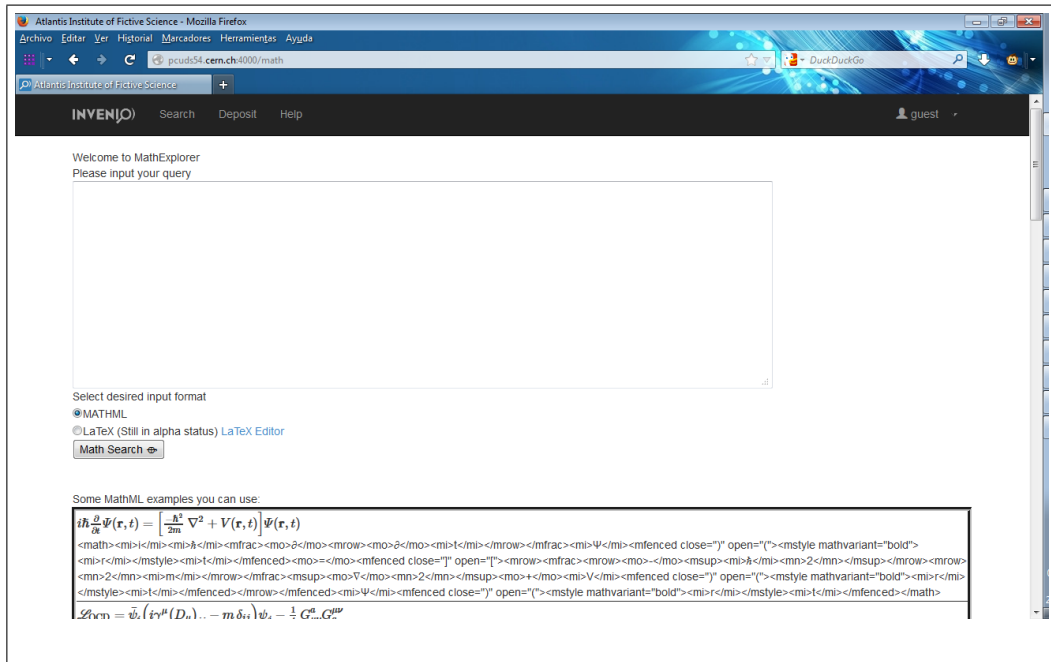 Atlantis Institute of Fictive Science - Mozilla Firefox
Archivo Editar Ver Historial Marcadores Herramientas Ayuda
pcuds54.cern.ch:4000/math DuckDuckGo
Atlantis Institute of Fictive Science +
INVENIO Search Deposit Help guest
Welcome to MathExplorer
Please input your query
Select desired input format
MATHML
LaTeX (Still in alpha status) LaTeX Editor
Math Search
Some MathML examples you can use:
iħ ∂/∂t Ψ(r, t) = [−ħ²/2m ∇² + V(r, t)] Ψ(r, t)
<math><mi>i</mi><mi>ℏ</mi><mfrac><mo>∂</mo><mrow><mo>∂</mo><mi>t</mi></mrow></mfrac><mi>Ψ</mi><mfenced close=")" open="("><mstyle mathvariant="bold">
<mi>r</mi></mstyle><mi>t</mi></mfenced><mo>=</mo><mfenced close="]" open="["><mrow><mfrac><mrow><mo>-</mo><msup><mi>ℏ</mi><mn>2</mn></msup></mrow><mrow>
<mn>2</mn><mi>m</mi></mrow></mfrac><msup><mo>∇</mo><mn>2</mn></msup><mo>+</mo><mi>V</mi><mfenced close=")" open="("><mstyle mathvariant="bold"><mi>r</mi>
</mstyle><mi>t</mi></mfenced></mrow></mfenced><mi>Ψ</mi><mfenced close=")" open="("><mstyle mathvariant="bold"><mi>r</mi></mstyle><mi>t</mi></mfenced></math>